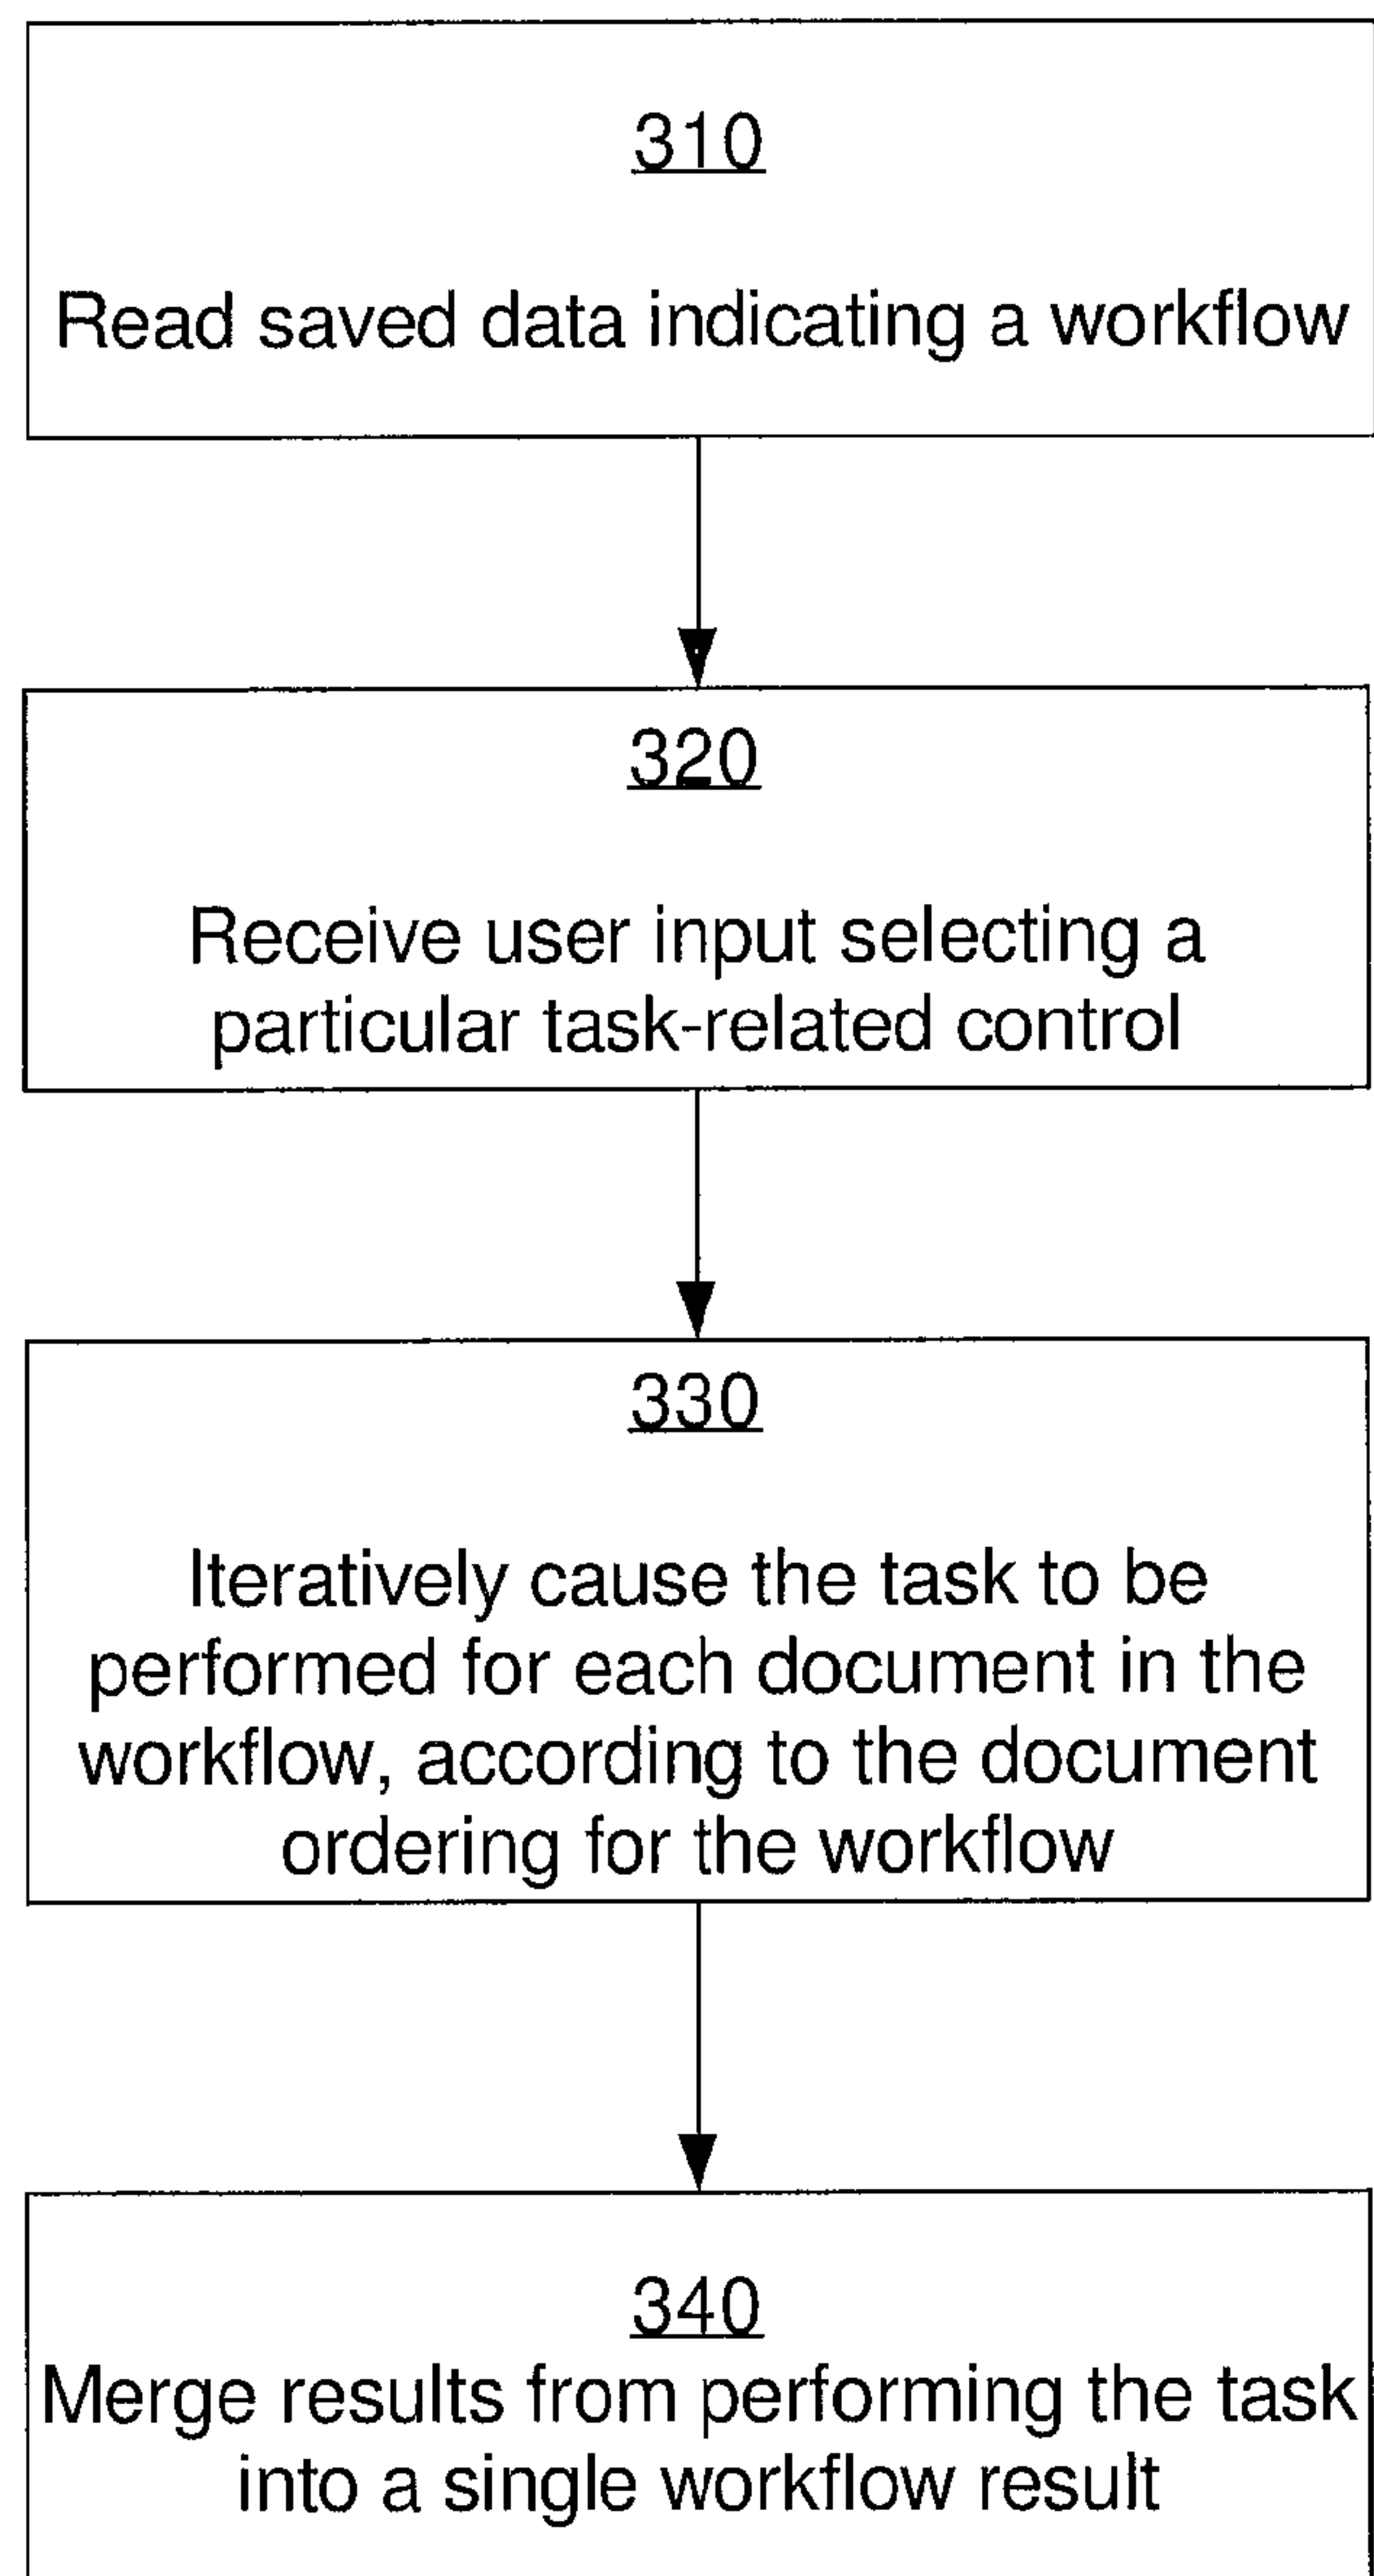 310
Read saved data indicating a workflow
320
Receive user input selecting a
particular task-related control
330
Iteratively cause the task to be
performed for each document in the
workflow, according to the document
ordering for the workflow
340
Merge results from performing the task
into a single workflow result